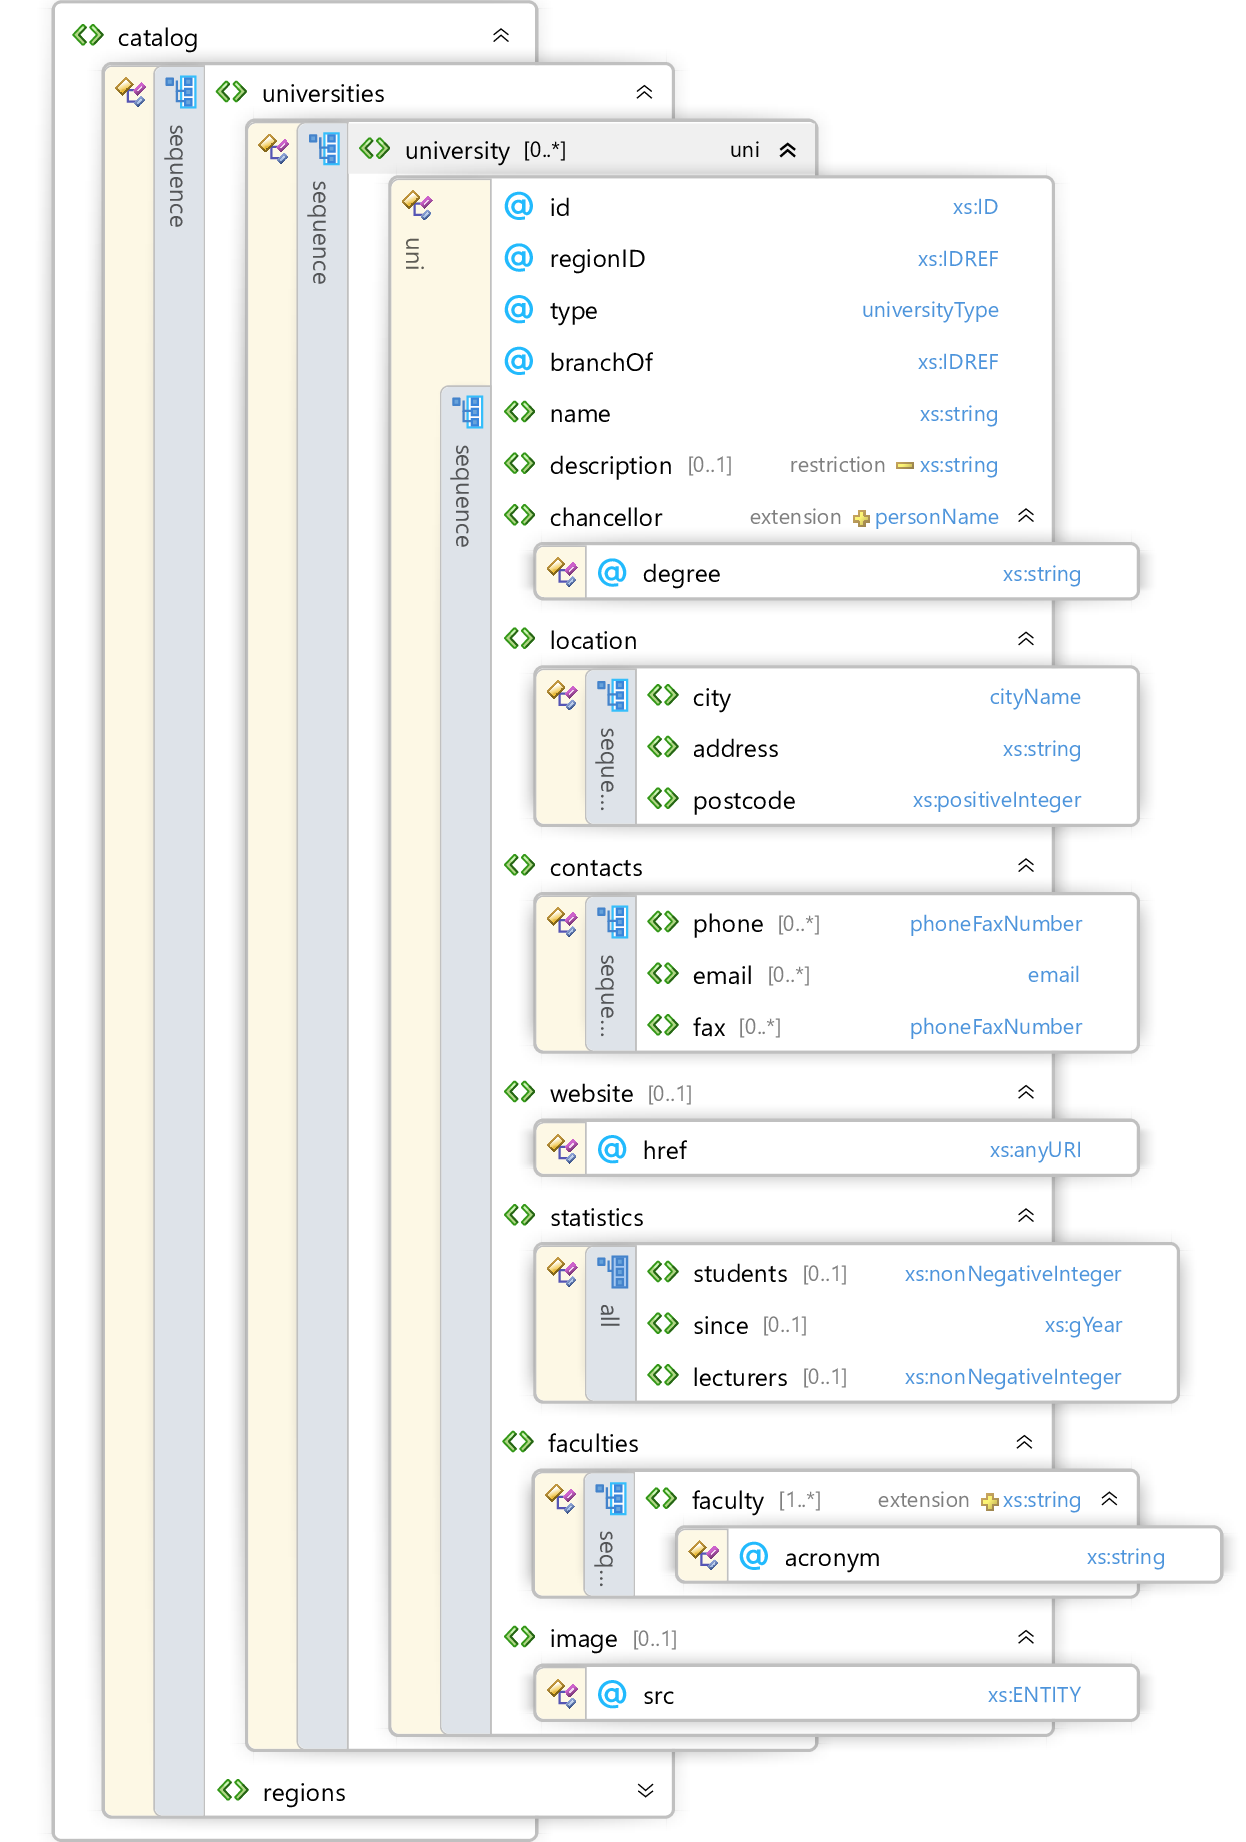 catalog
sequence
universities
sequence
university [0..*] uni
uni
@ id xs:ID
@ regionID xs:IDREF
@ type universityType
@ branchOf xs:IDREF
sequence
name xs:string
description [0..1] restriction xs:string
chancellor extension personName
@ degree xs:string
location
seque...
city cityName
address xs:string
postcode xs:positiveInteger
contacts
seque...
phone [0..*] phoneFaxNumber
email [0..*] email
fax [0..*] phoneFaxNumber
website [0..1]
@ href xs:anyURI
statistics
all
students [0..1] xs:nonNegativeInteger
since [0..1] xs:gYear
lecturers [0..1] xs:nonNegativeInteger
faculties
seq...
faculty [1..*] extension xs:string
@ acronym xs:string
image [0..1]
@ src xs:ENTITY
regions